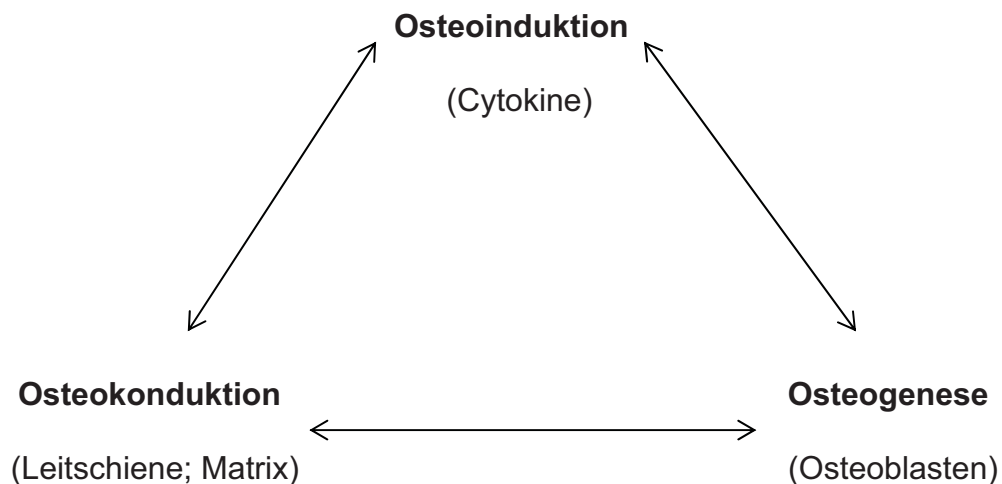 Osteoinduktion
(Cytokine)
Osteokonduktion
Osteogenese
(Leitschiene; Matrix)
(Osteoblasten)